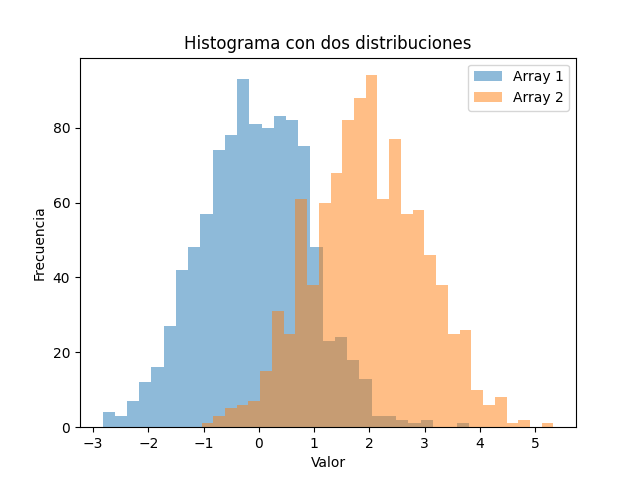 Histograma con dos distribuciones
Array 1
Array 2
Frecuencia
80
60
40
20
0
−3
−2
−1
0
1
2
3
4
5
Valor